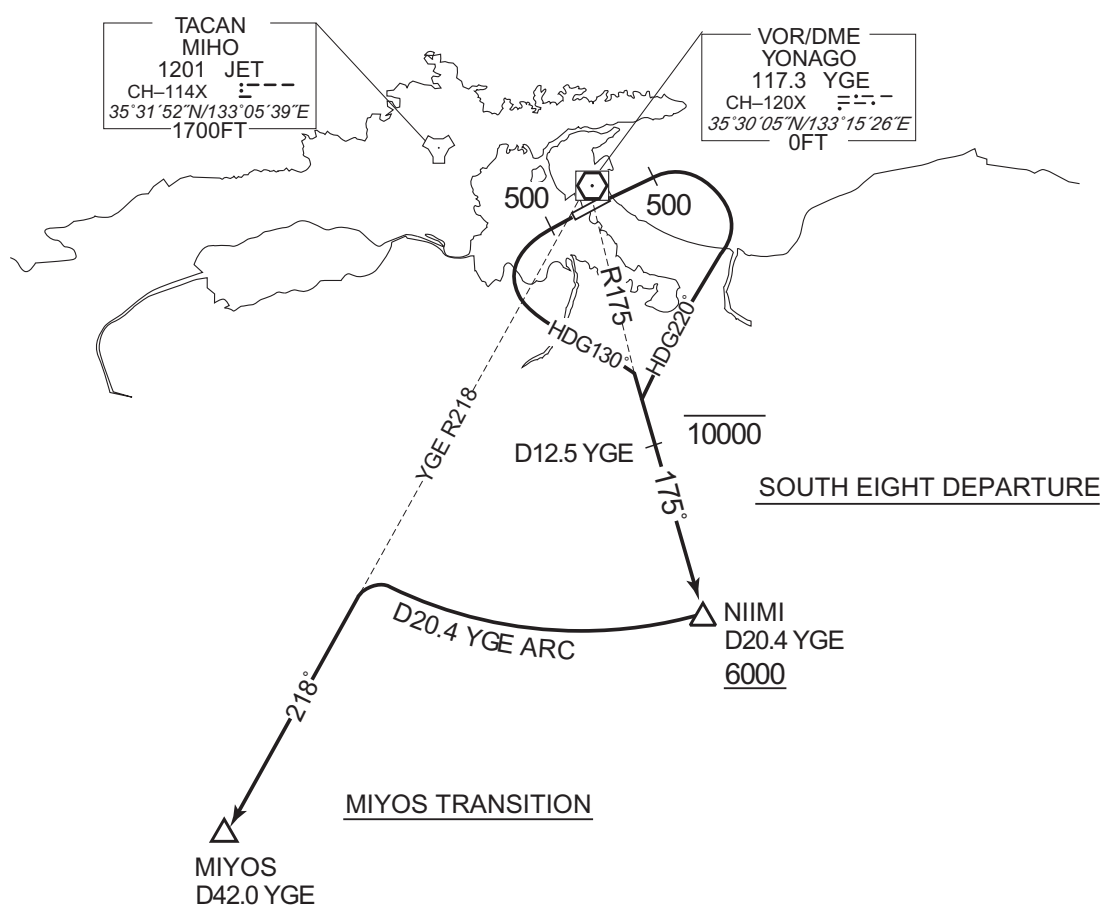 TACAN
MIHO
1201 JET
CH–114X
35°31´52˝N/133°05´39˝E
1700FT
VOR/DME
YONAGO
117.3 YGE
CH–120X
35°30´05˝N/133°15´26˝E
0FT
500
500
R175
HDG130°
HDG220°
YGE R218
10000
D12.5 YGE
175°
SOUTH EIGHT DEPARTURE
NIIMI
D20.4 YGE
6000
D20.4 YGE ARC
218°
MIYOS TRANSITION
MIYOS
D42.0 YGE